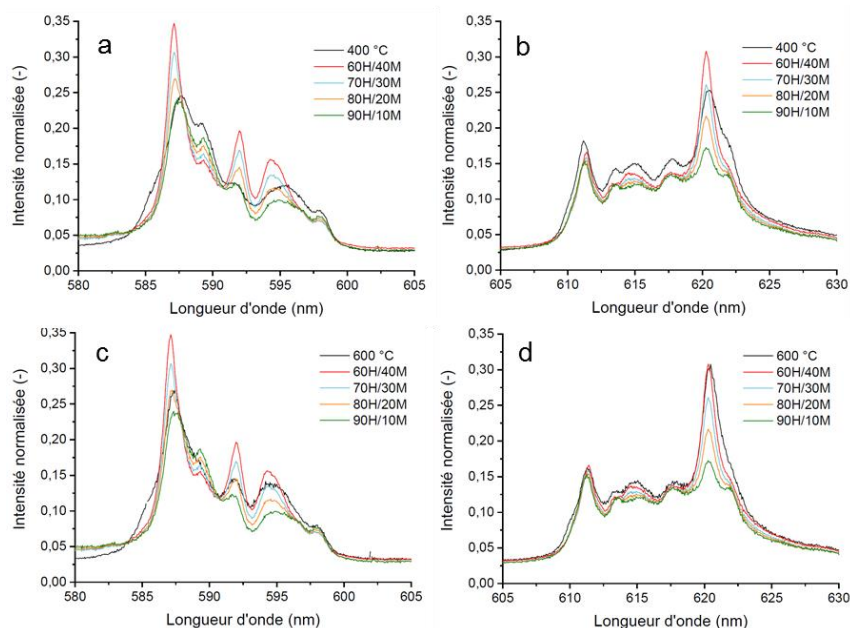 a
Intensité normalisée (-)
0,35
0,30
0,25
0,20
0,15
0,10
0,05
0,00
400 °C
60H/40M
70H/30M
80H/20M
90H/10M
580 585 590 595 600 605
Longueur d'onde (nm)
b
Intensité normalisée (-)
0,35
0,30
0,25
0,20
0,15
0,10
0,05
0,00
400 °C
60H/40M
70H/30M
80H/20M
90H/10M
605 610 615 620 625 630
Longueur d'onde (nm)
c
Intensité normalisée (-)
0,35
0,30
0,25
0,20
0,15
0,10
0,05
0,00
600 °C
60H/40M
70H/30M
80H/20M
90H/10M
580 585 590 595 600 605
Longueur d'onde (nm)
d
Intensité normalisée (-)
0,35
0,30
0,25
0,20
0,15
0,10
0,05
0,00
600 °C
60H/40M
70H/30M
80H/20M
90H/10M
605 610 615 620 625 630
Longueur d'onde (nm)